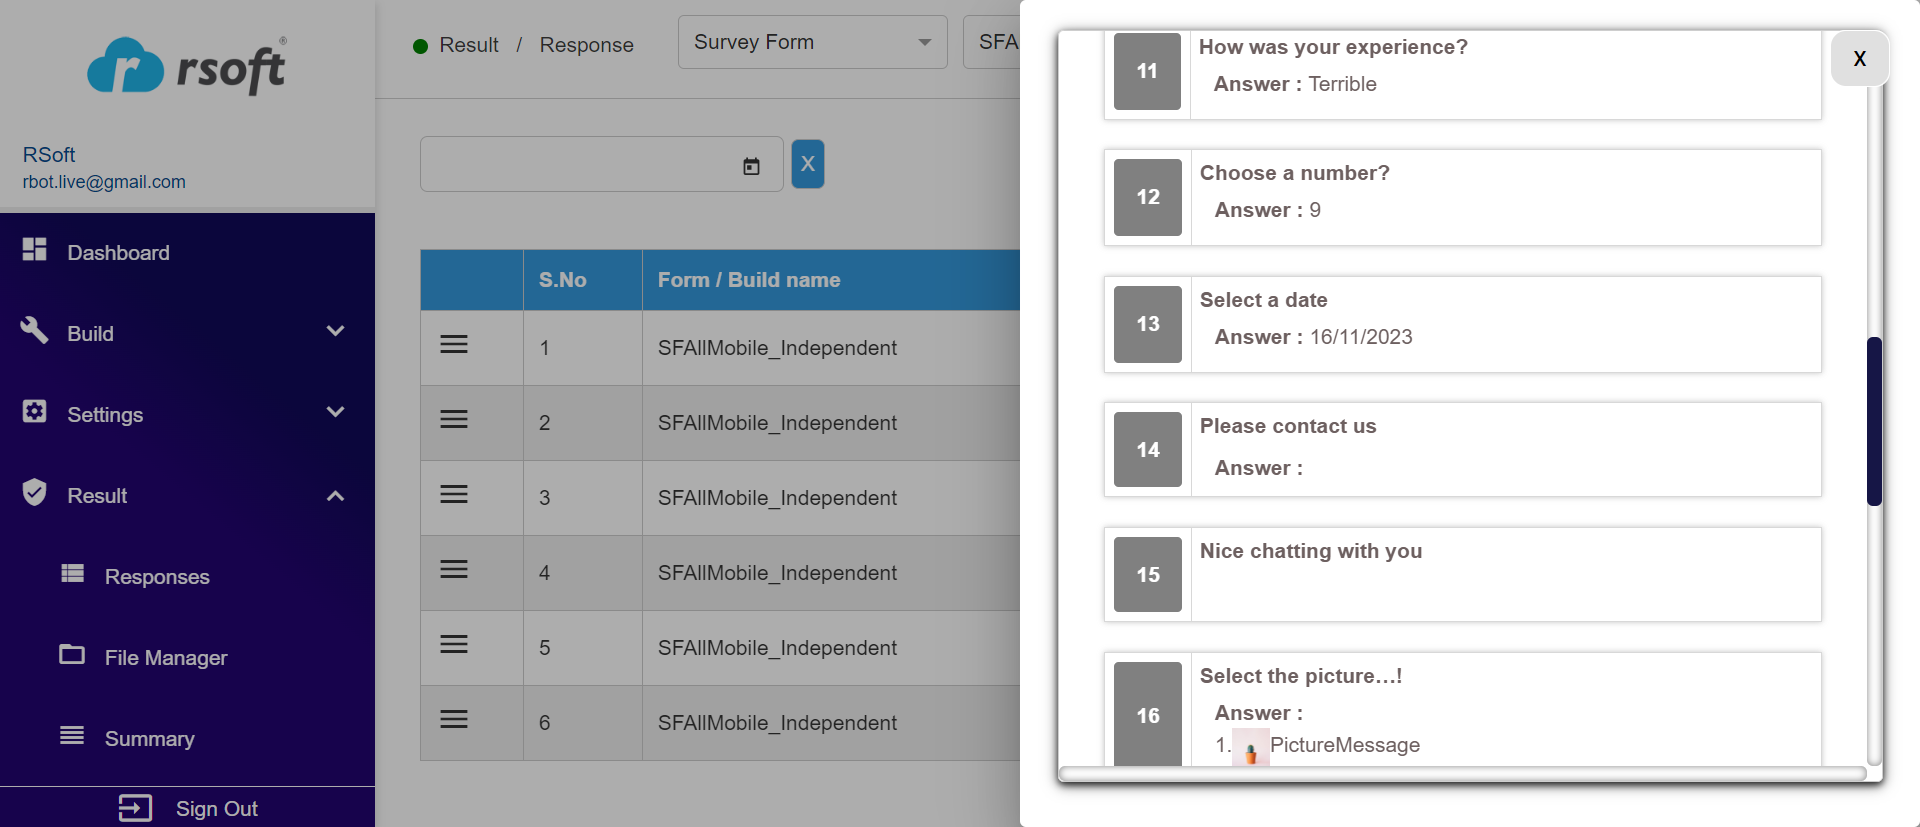 rsoft
®
RSoft
rbot.live@gmail.com
Dashboard
Build
Settings
Result
Responses
File Manager
Summary
Sign Out
Result / Response
Survey Form
SFA
X
S.No Form / Build name
1 SFAllMobile_Independent
2 SFAllMobile_Independent
3 SFAllMobile_Independent
4 SFAllMobile_Independent
5 SFAllMobile_Independent
6 SFAllMobile_Independent
X
11 How was your experience?
Answer : Terrible
12 Choose a number?
Answer : 9
13 Select a date
Answer : 16/11/2023
14 Please contact us
Answer :
15 Nice chatting with you
16 Select the picture...!
Answer :
1. PictureMessage